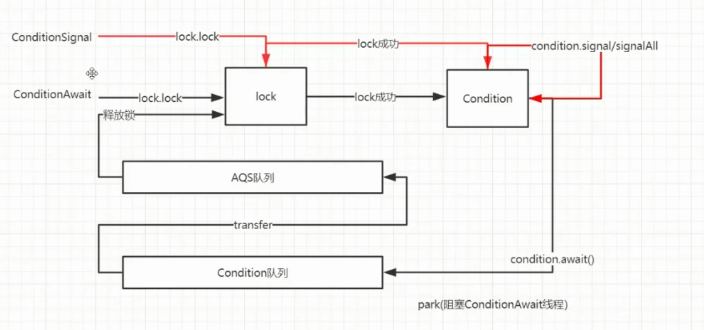 ConditionSignal
lock.lock
lock成功
condition.signal/signalAll
ConditionAwait
lock.lock
lock
lock成功
Condition
释放锁
AQS队列
transfer
Condition队列
condition.await()
park(阻塞ConditionAwait线程)